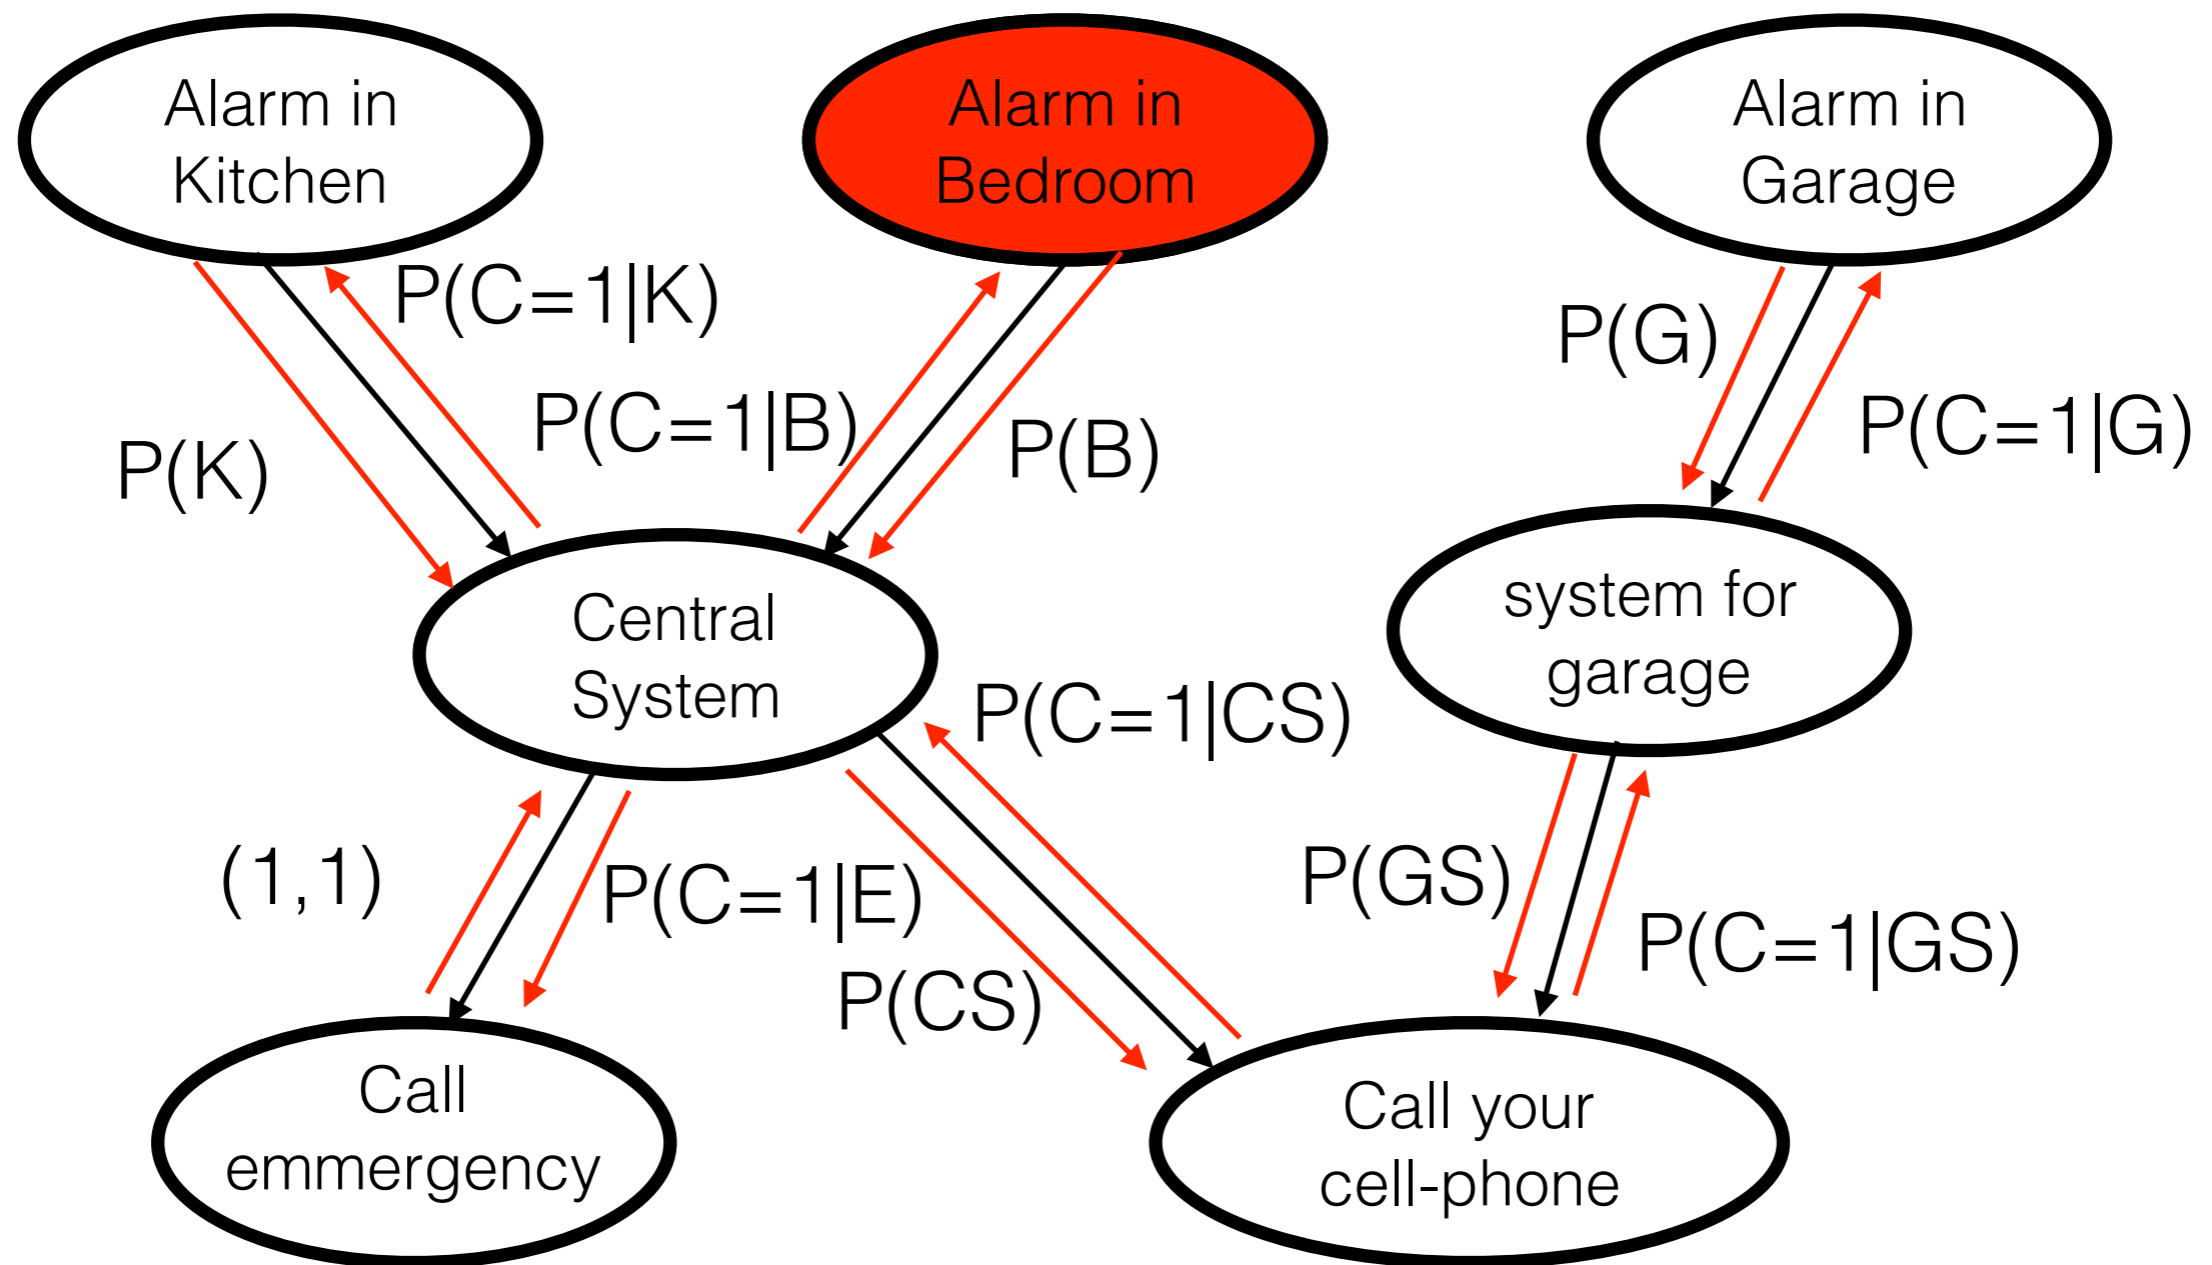 Alarm in
Kitchen
Alarm in
Bedroom
Alarm in
Garage
P(C=1|K)
P(G)
P(C=1|B)
P(C=1|G)
P(K)
P(B)
Central
System
system for
garage
P(C=1|CS)
(1,1)
P(C=1|E)
P(GS)
P(CS)
P(C=1|GS)
Call
emmergency
Call your
cell-phone